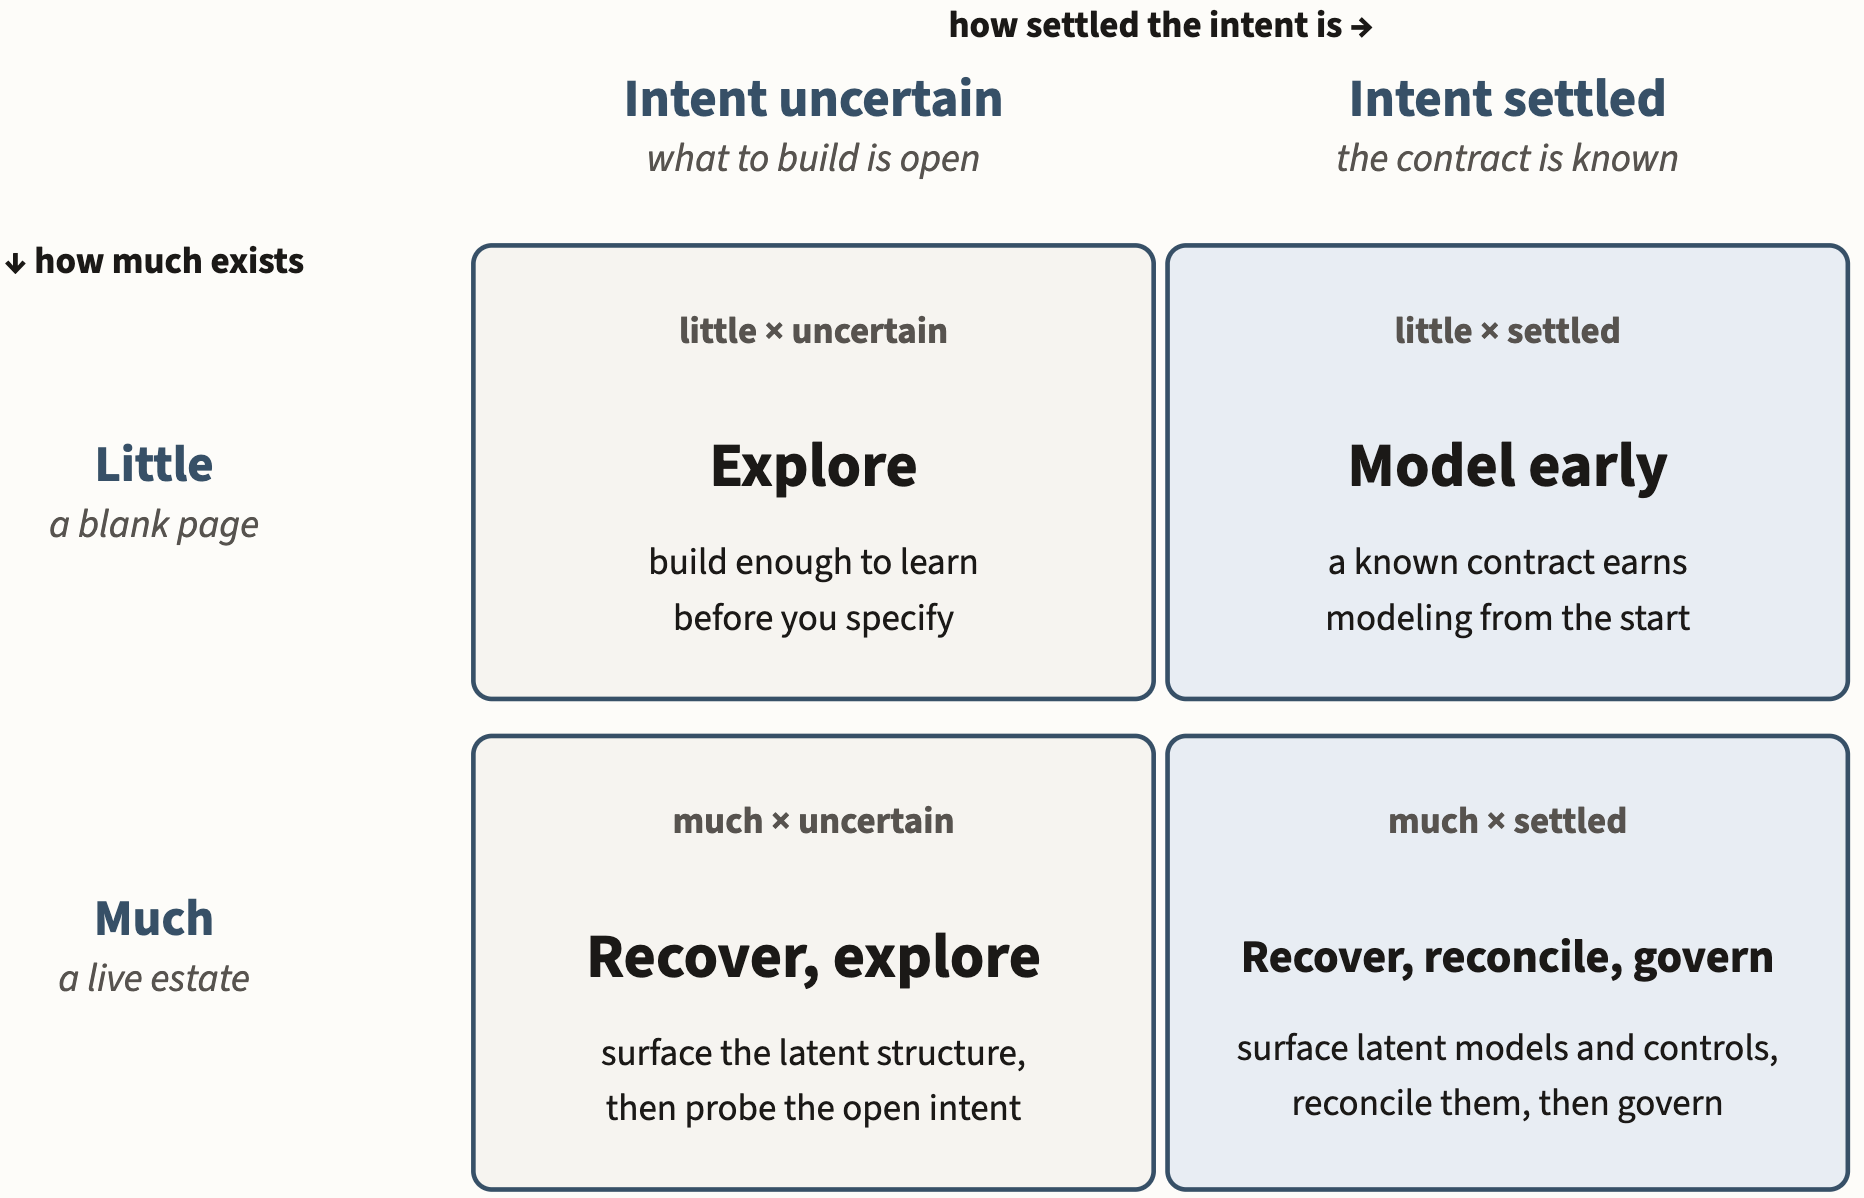 how settled the intent is →
Intent uncertain
what to build is open
Intent settled
the contract is known
↓ how much exists
Little
a blank page
little × uncertain
Explore
build enough to learn
before you specify
little × settled
Model early
a known contract earns
modeling from the start
Much
a live estate
much × uncertain
Recover, explore
surface the latent structure,
then probe the open intent
much × settled
Recover, reconcile, govern
surface latent models and controls,
reconcile them, then govern